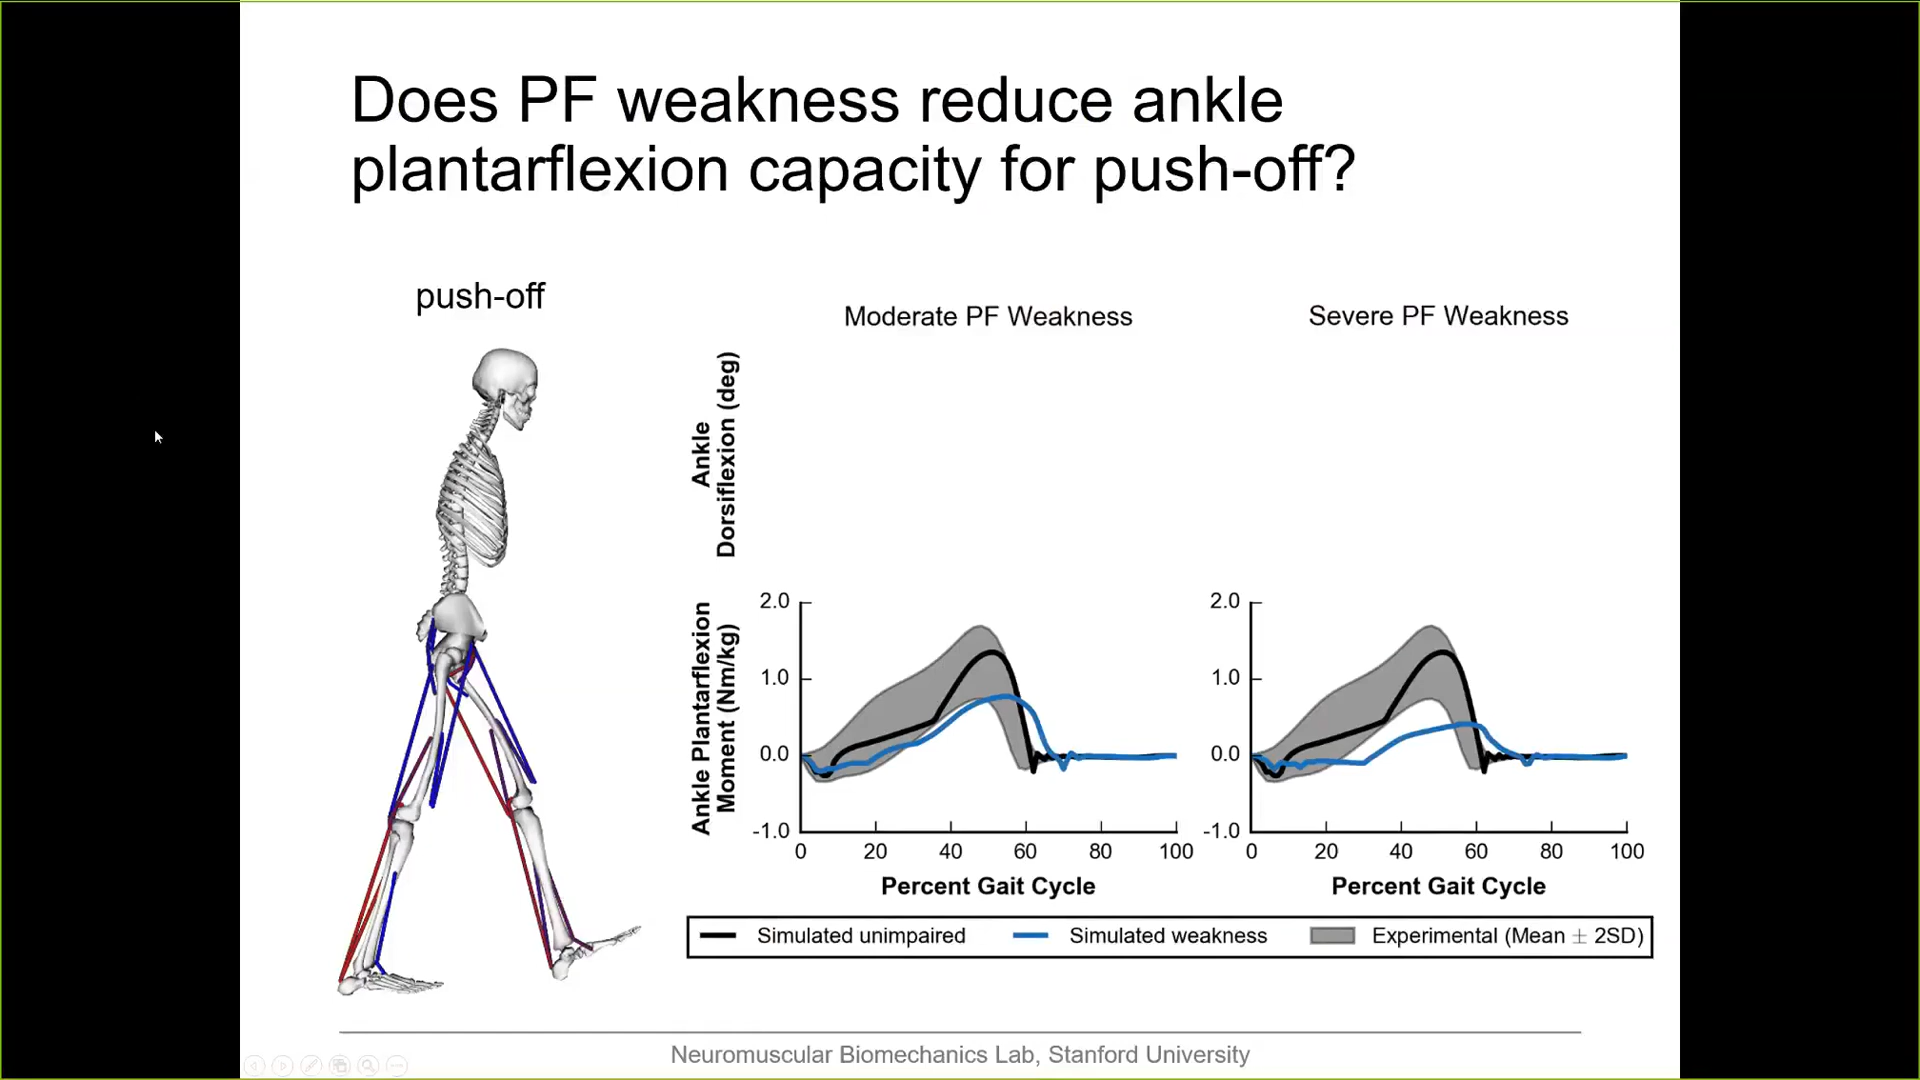 Does PF weakness reduce ankle
plantarflexion capacity for push-off?
push-off
Moderate PF Weakness
Severe PF Weakness
Ankle
Dorsiflexion (deg)
Ankle Plantarflexion
Moment (Nm/kg)
2.0
1.0
0.0
-1.0
0 20 40 60 80 100
Percent Gait Cycle
2.0
1.0
0.0
-1.0
0 20 40 60 80 100
Percent Gait Cycle
Simulated unimpaired Simulated weakness Experimental (Mean ± 2SD)
Neuromuscular Biomechanics Lab, Stanford University